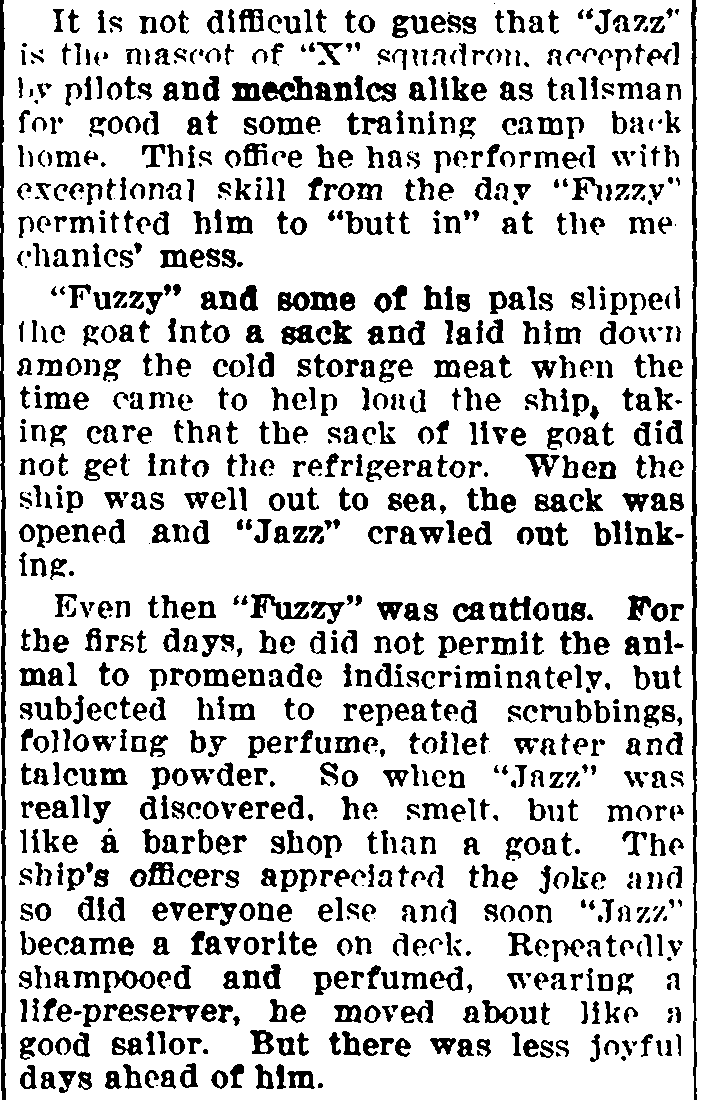 It is not difficult to guess that "Jazz"
is the mascot of "X" squadron, accepted
by pilots and mechanics alike as talisman
for good at some training camp back
home. This office he has performed with
exceptional skill from the day "Fuzzy"
permitted him to "butt in" at the me
chanics' mess.
"Fuzzy" and some of his pals slipped
the goat into a sack and laid him down
among the cold storage meat when the
time came to help load the ship, tak-
ing care that the sack of live goat did
not get into the refrigerator. When the
ship was well out to sea, the sack was
opened and "Jazz" crawled out blink-
ing.
Even then "Fuzzy" was cautious. For
the first days, he did not permit the ani-
mal to promenade indiscriminately, but
subjected him to repeated scrubbings,
following by perfume, toilet water and
talcum powder. So when "Jazz" was
really discovered, he smelt, but more
like a barber shop than a goat. The
ship's officers appreciated the joke and
so did everyone else and soon "Jazz"
became a favorite on deck. Repeatedly
shampooed and perfumed, wearing a
life-preserver, he moved about like a
good sailor. But there was less joyful
days ahead of him.